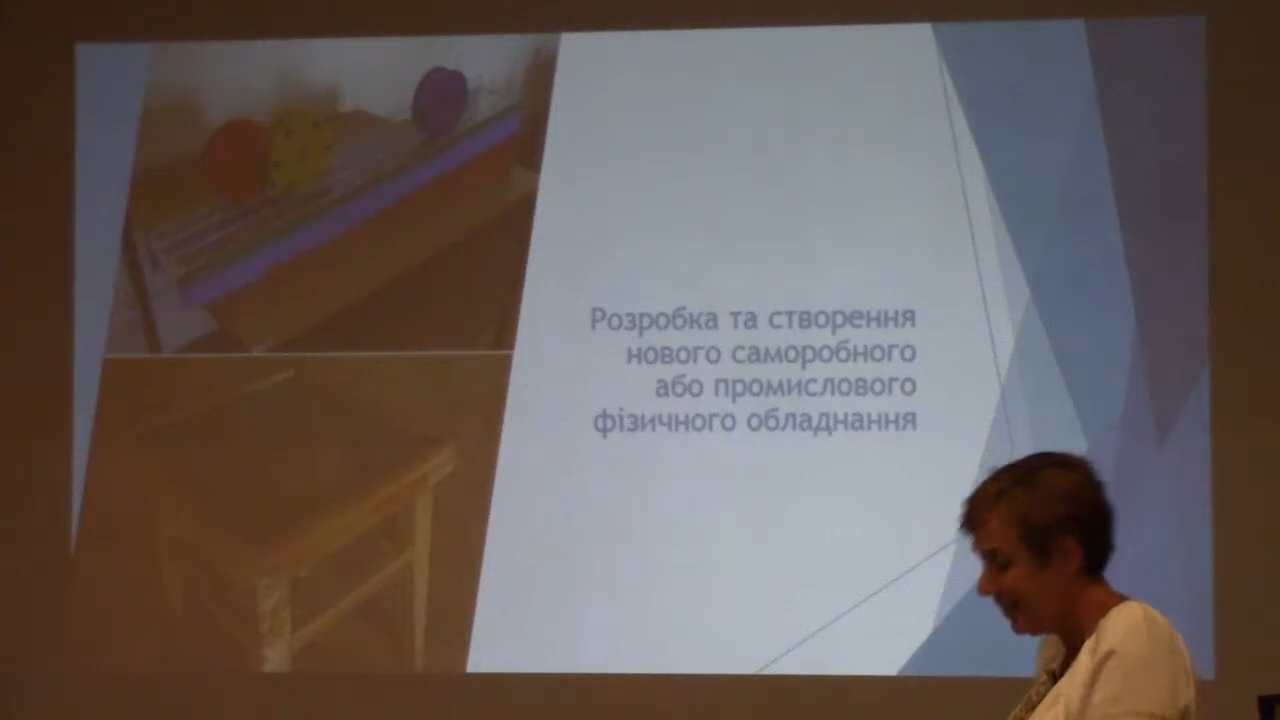 Розробка та створення
нового саморобного
або промислового
фізичного обладнання